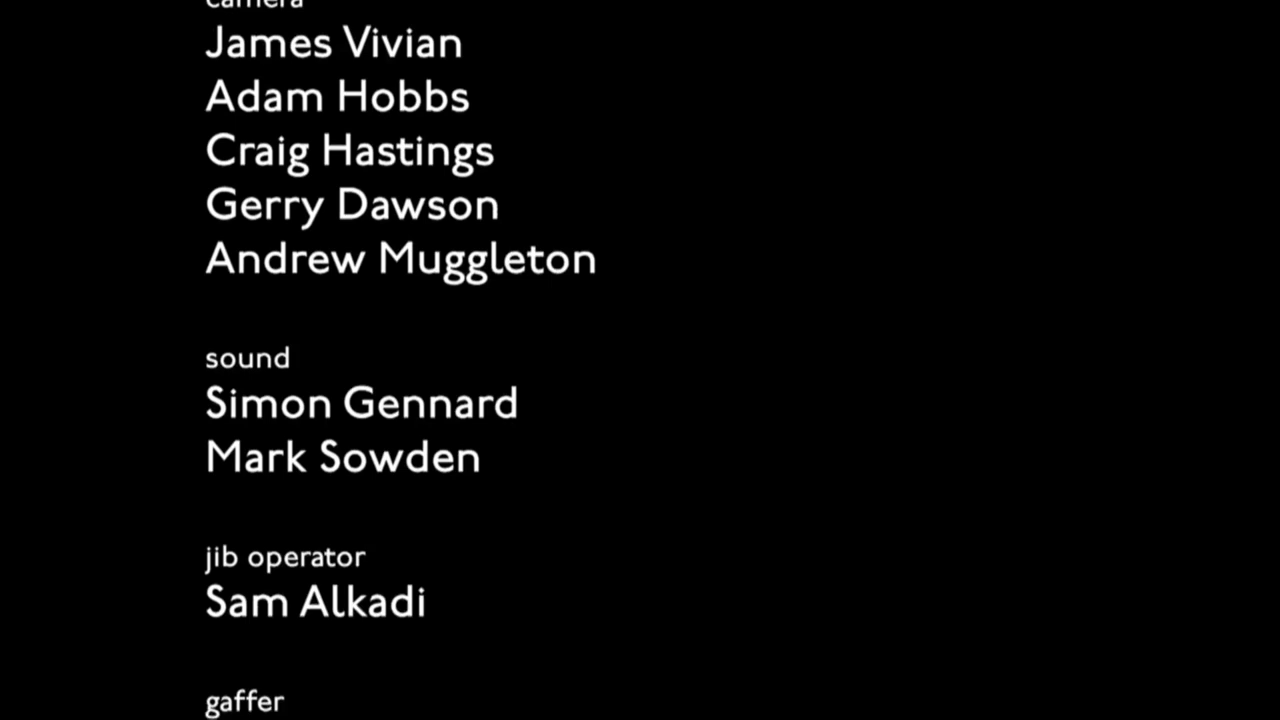 camera
James Vivian
Adam Hobbs
Craig Hastings
Gerry Dawson
Andrew Muggleton
sound
Simon Gennard
Mark Sowden
jib operator
Sam Alkadi
gaffer